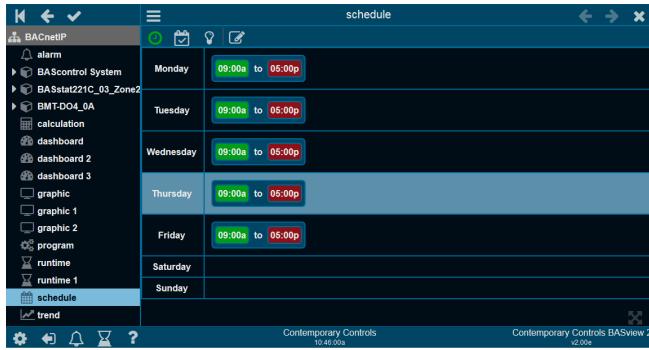 schedule
BACnetIP
alarm
BAScontrol System
BASstat221C_03_Zone2
BMT-DO4_0A
calculation
dashboard
dashboard 2
dashboard 3
graphic
graphic 1
graphic 2
program
runtime
runtime 1
schedule
trend
Monday 09:00a to 05:00p
Tuesday 09:00a to 05:00p
Wednesday 09:00a to 05:00p
Thursday 09:00a to 05:00p
Friday 09:00a to 05:00p
Saturday
Sunday
?
Contemporary Controls
10:46:00a
Contemporary Controls BASview 2
v2.00e